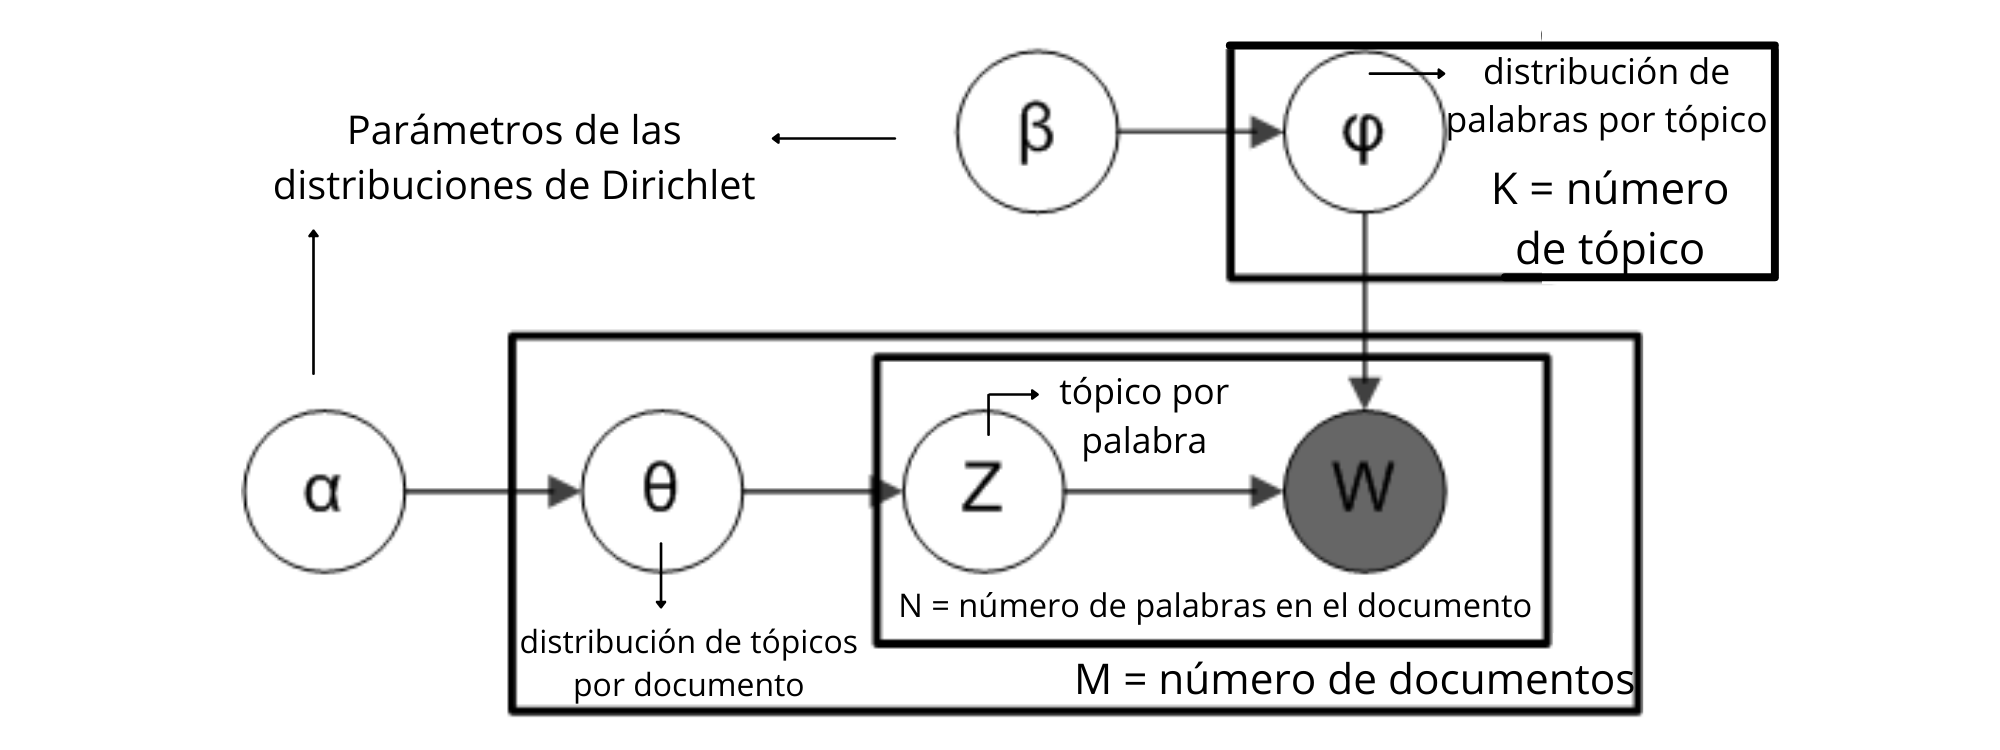 β
φ
distribución de
palabras por tópico
K = número
de tópico
Parámetros de las
distribuciones de Dirichlet
α
θ
distribución de tópicos
por documento
Z
tópico por
palabra
W
N = número de palabras en el documento
M = número de documentos